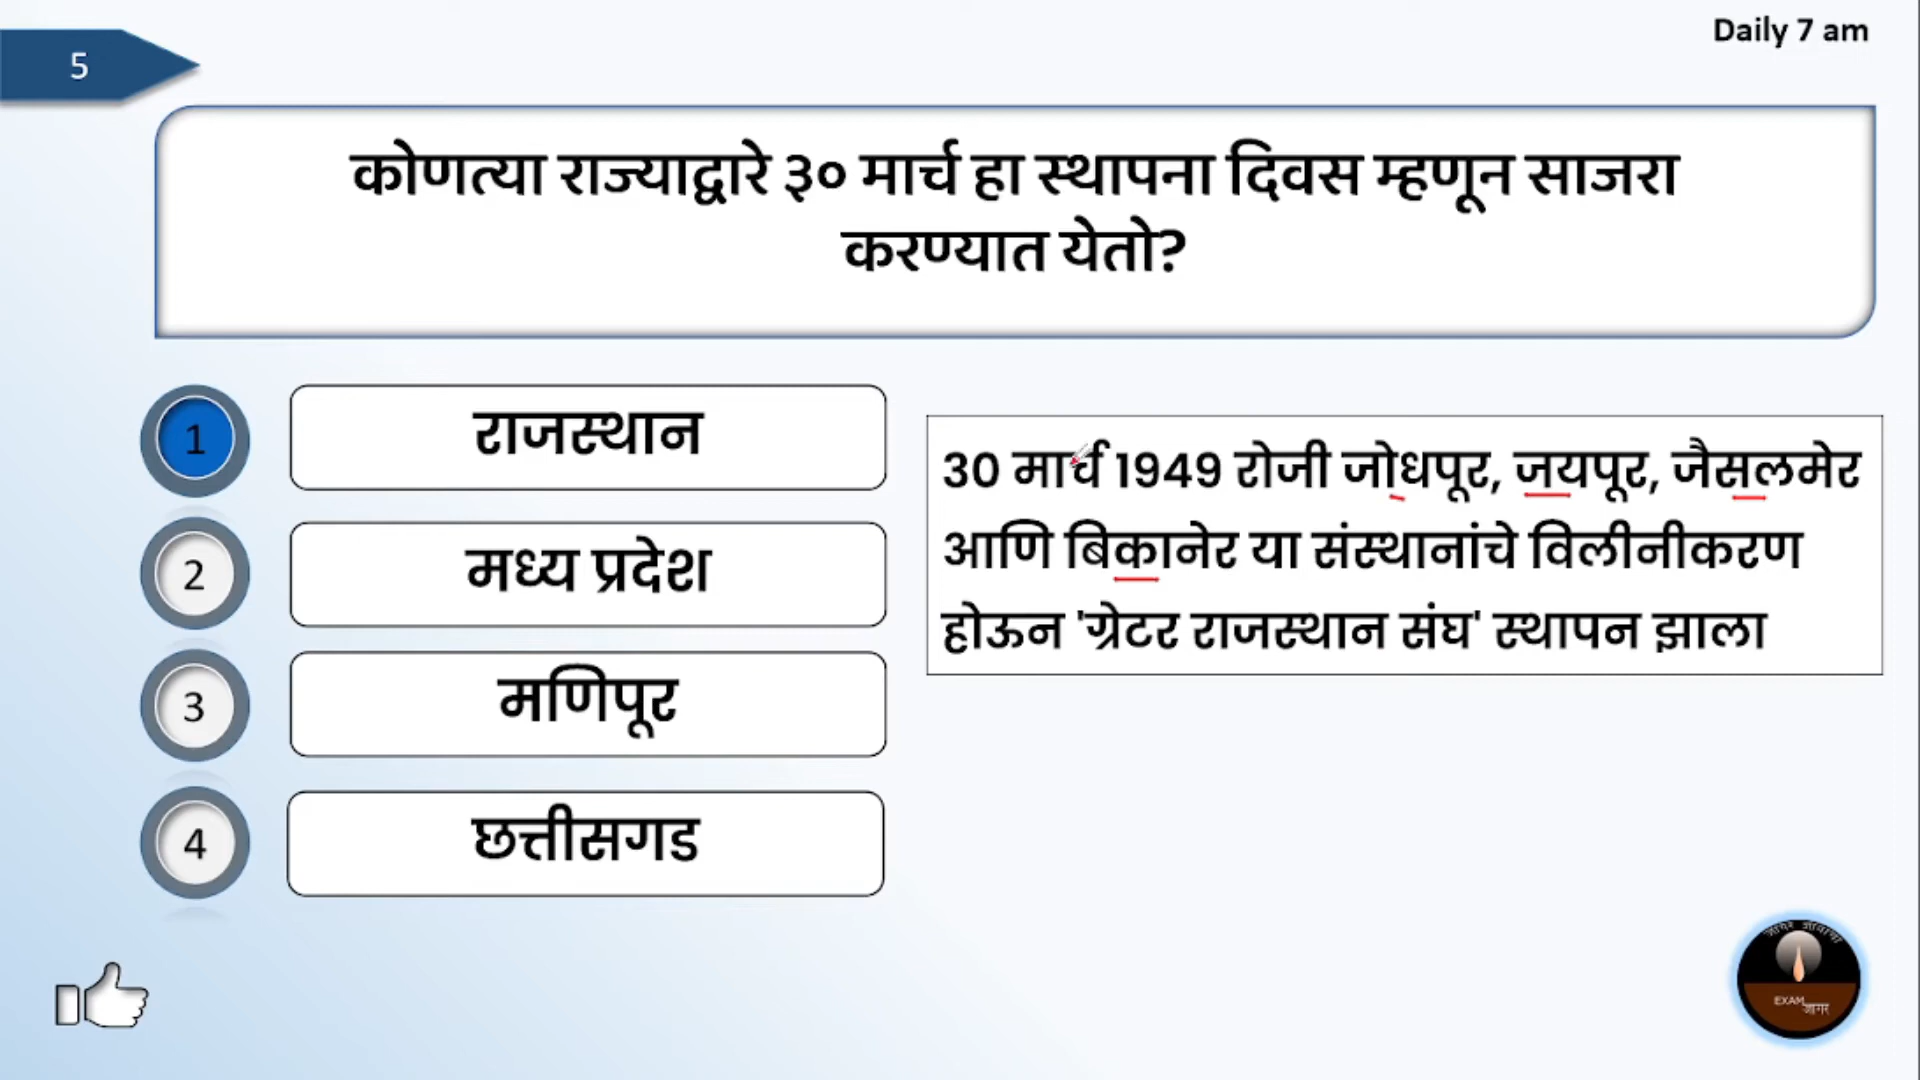 Daily 7 am
5
कोणत्या राज्याद्वारे ३० मार्च हा स्थापना दिवस म्हणून साजरा
करण्यात येतो?
1
राजस्थान
2
मध्य प्रदेश
3
मणिपूर
4
छत्तीसगड
30 मार्च 1949 रोजी जोधपूर, जयपूर, जैसलमेर
आणि बिकानेर या संस्थानांचे विलीनीकरण
होऊन 'ग्रेटर राजस्थान संघ' स्थापन झाला
EXAM
जागर